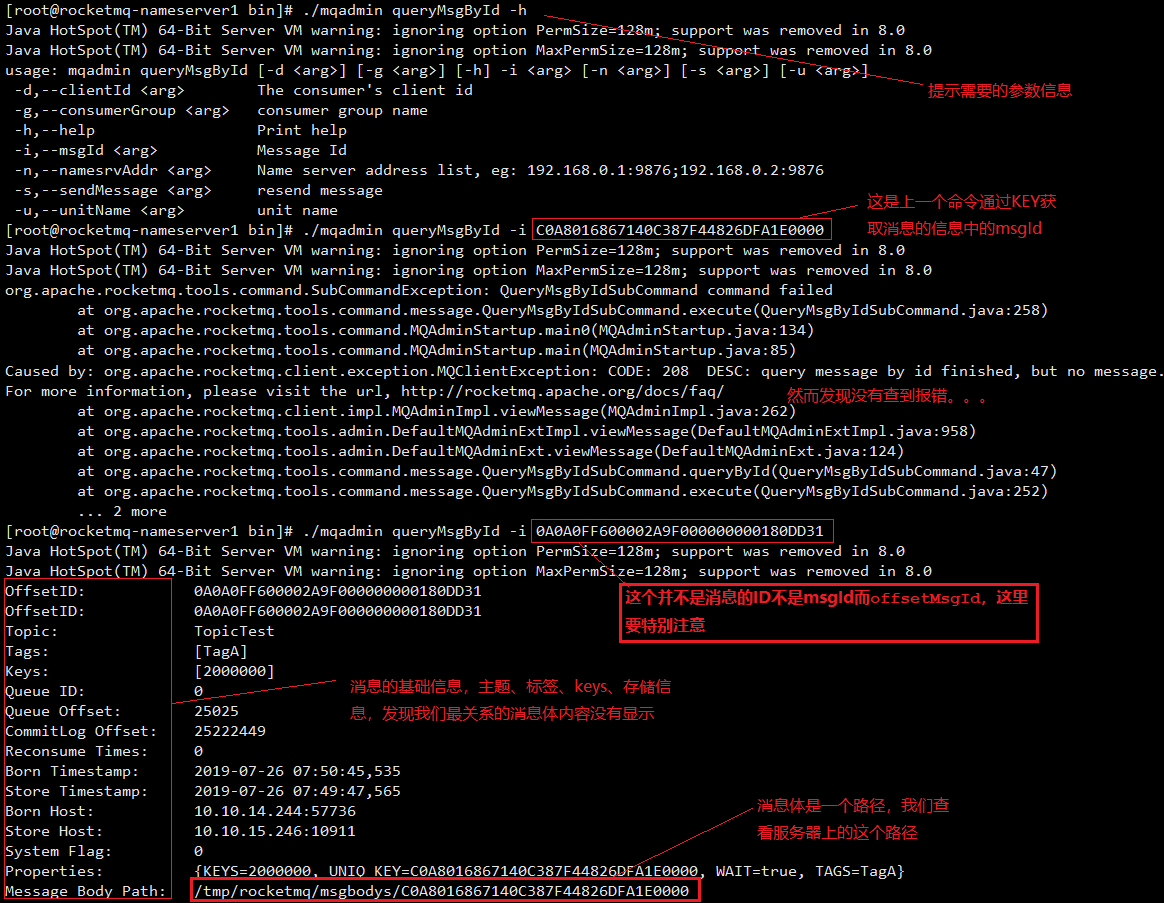 [root@rocketmq-nameserver1 bin]# ./mqadmin queryMsgById -h
Java HotSpot(TM) 64-Bit Server VM warning: ignoring option PermSize=128m; support was removed in 8.0
Java HotSpot(TM) 64-Bit Server VM warning: ignoring option MaxPermSize=128m; support was removed in 8.0
usage: mqadmin queryMsgById [-d <arg>] [-g <arg>] [-h] -i <arg> [-n <arg>] [-s <arg>] [-u <arg>]
-d,--clientId <arg> The consumer's client id
提示需要的参数信息
-g,--consumerGroup <arg> consumer group name
-h,--help Print help
-i,--msgId <arg> Message Id
-n,--namesrvAddr <arg> Name server address list, eg: 192.168.0.1:9876;192.168.0.2:9876
-s,--sendMessage <arg> resend message
-u,--unitName <arg> unit name
这是上一个命令通过KEY获
取消息的信息中的msgId
[root@rocketmq-nameserver1 bin]# ./mqadmin queryMsgById -i C0A8016867140C387F44826DFA1E0000
Java HotSpot(TM) 64-Bit Server VM warning: ignoring option PermSize=128m; support was removed in 8.0
Java HotSpot(TM) 64-Bit Server VM warning: ignoring option MaxPermSize=128m; support was removed in 8.0
org.apache.rocketmq.tools.command.SubCommandException: QueryMsgByIdSubCommand command failed
at org.apache.rocketmq.tools.command.message.QueryMsgByIdSubCommand.execute(QueryMsgByIdSubCommand.java:258)
at org.apache.rocketmq.tools.command.MQAdminStartup.main0(MQAdminStartup.java:134)
at org.apache.rocketmq.tools.command.MQAdminStartup.main(MQAdminStartup.java:85)
Caused by: org.apache.rocketmq.client.exception.MQClientException: CODE: 208 DESC: query message by id finished, but no message.
For more information, please visit the url, http://rocketmq.apache.org/docs/faq/
然而发现没有查到报错。。。
at org.apache.rocketmq.client.impl.MQAdminImpl.viewMessage(MQAdminImpl.java:262)
at org.apache.rocketmq.tools.admin.DefaultMQAdminExtImpl.viewMessage(DefaultMQAdminExtImpl.java:958)
at org.apache.rocketmq.tools.admin.DefaultMQAdminExt.viewMessage(DefaultMQAdminExt.java:124)
at org.apache.rocketmq.tools.command.message.QueryMsgByIdSubCommand.queryById(QueryMsgByIdSubCommand.java:47)
at org.apache.rocketmq.tools.command.message.QueryMsgByIdSubCommand.execute(QueryMsgByIdSubCommand.java:252)
... 2 more
[root@rocketmq-nameserver1 bin]# ./mqadmin queryMsgById -i 0A0A0FF600002A9F000000000180DD31
Java HotSpot(TM) 64-Bit Server VM warning: ignoring option PermSize=128m; support was removed in 8.0
Java HotSpot(TM) 64-Bit Server VM warning: ignoring option MaxPermSize=128m; support was removed in 8.0
OffsetID: 0A0A0FF600002A9F000000000180DD31
OffsetID: 0A0A0FF600002A9F000000000180DD31
这个并不是消息的ID不是msgId而offsetMsgId，这里
要特别注意
Topic: TopicTest
Tags: [TagA]
Keys: [2000000]
Queue ID: 0
消息的基础信息，主题、标签、keys、存储信
息，发现我们最关系的消息体内容没有显示
Queue Offset: 25025
CommitLog Offset: 25222449
Reconsume Times: 0
Born Timestamp: 2019-07-26 07:50:45,535
Store Timestamp: 2019-07-26 07:49:47,565
Born Host: 10.10.14.244:57736
消息体是一个路径，我们查
看服务器上的这个路径
Store Host: 10.10.15.246:10911
System Flag: 0
Properties: {KEYS=2000000, UNIQ_KEY=C0A8016867140C387F44826DFA1E0000, WAIT=true, TAGS=TagA}
Message Body Path: /tmp/rocketmq/msgbodys/C0A8016867140C387F44826DFA1E0000